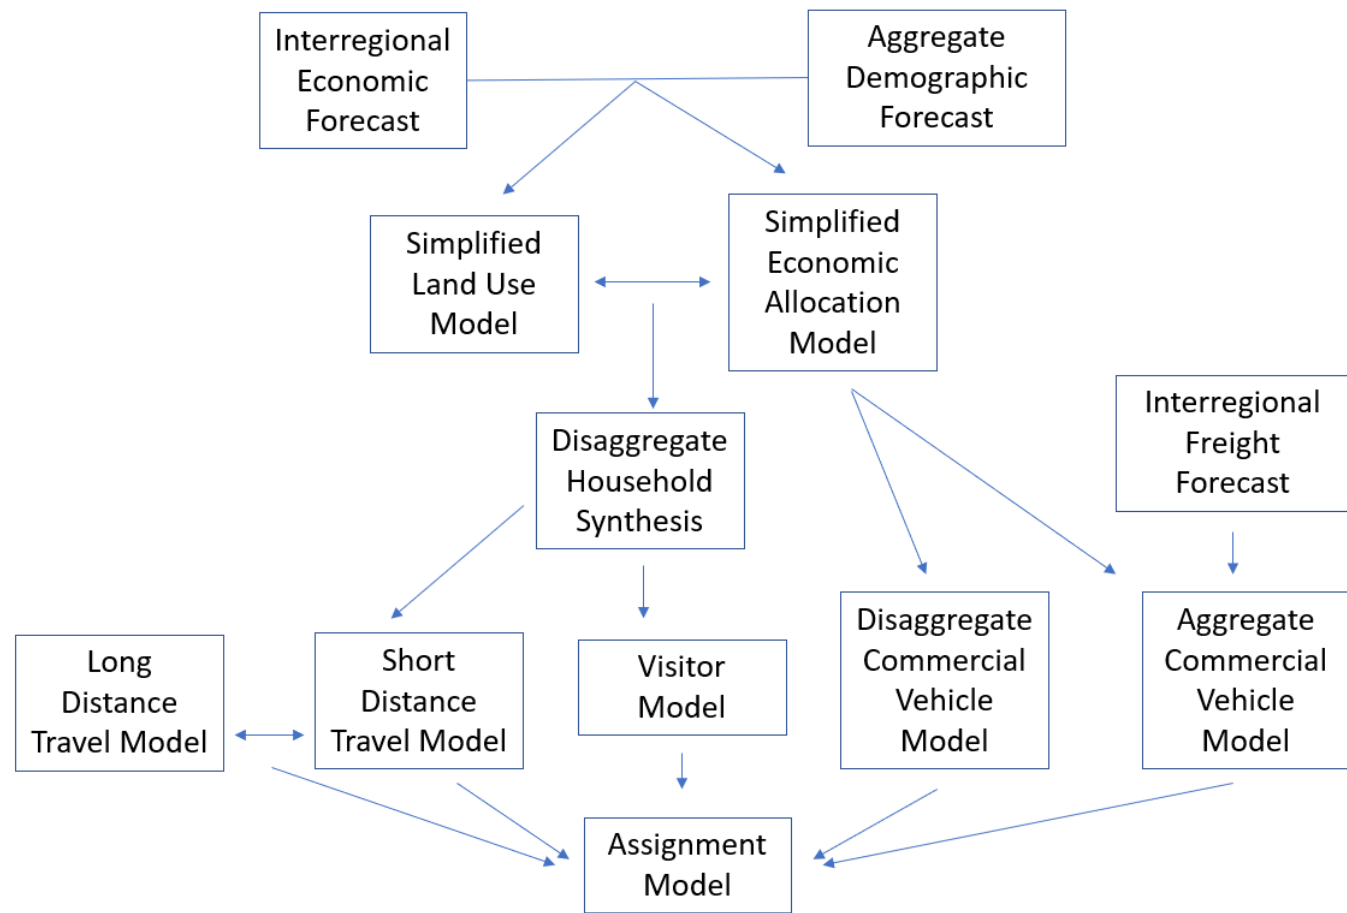 Interregional
Economic
Forecast
Aggregate
Demographic
Forecast
Simplified
Land Use
Model
Simplified
Economic
Allocation
Model
Interregional
Freight
Forecast
Disaggregate
Household
Synthesis
Long
Distance
Travel Model
Short
Distance
Travel Model
Visitor
Model
Disaggregate
Commercial
Vehicle
Model
Aggregate
Commercial
Vehicle
Model
Assignment
Model